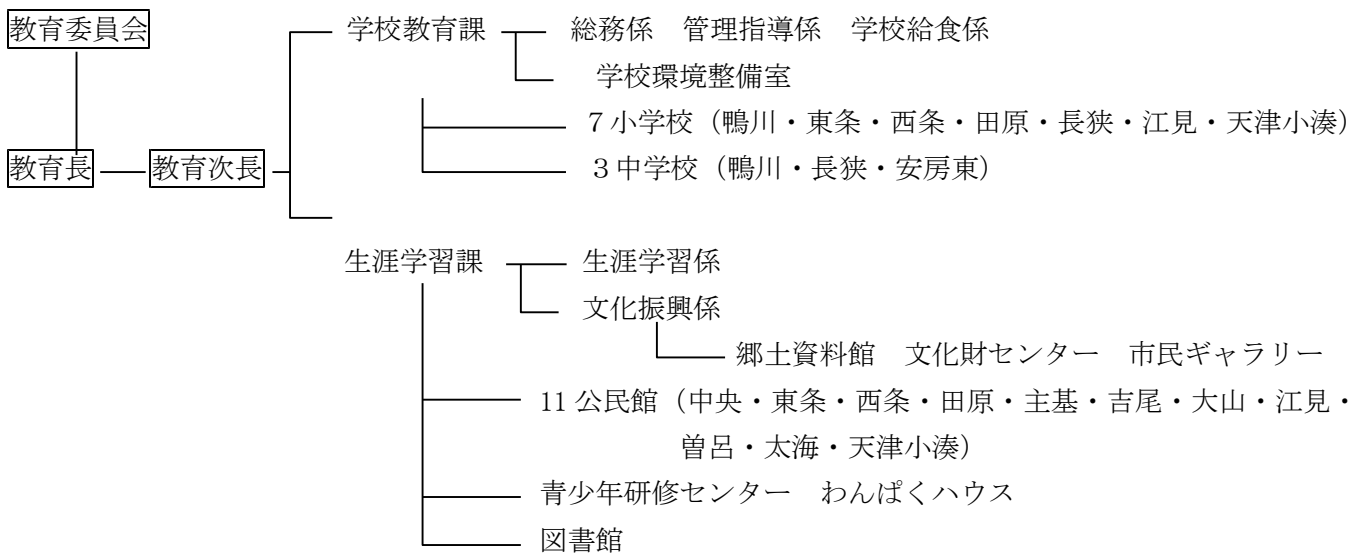 教育委員会
学校教育課 総務係 管理指導係 学校給食係
学校環境整備室
7小学校（鴨川・東条・西条・田原・長狭・江見・天津小湊）
教育長 教育次長 3中学校（鴨川・長狭・安房東）
生涯学習課 生涯学習係
文化振興係
郷土資料館 文化財センター 市民ギャラリー
11公民館（中央・東条・西条・田原・主基・吉尾・大山・江見・
曽呂・太海・天津小湊）
青少年研修センター わんぱくハウス
図書館